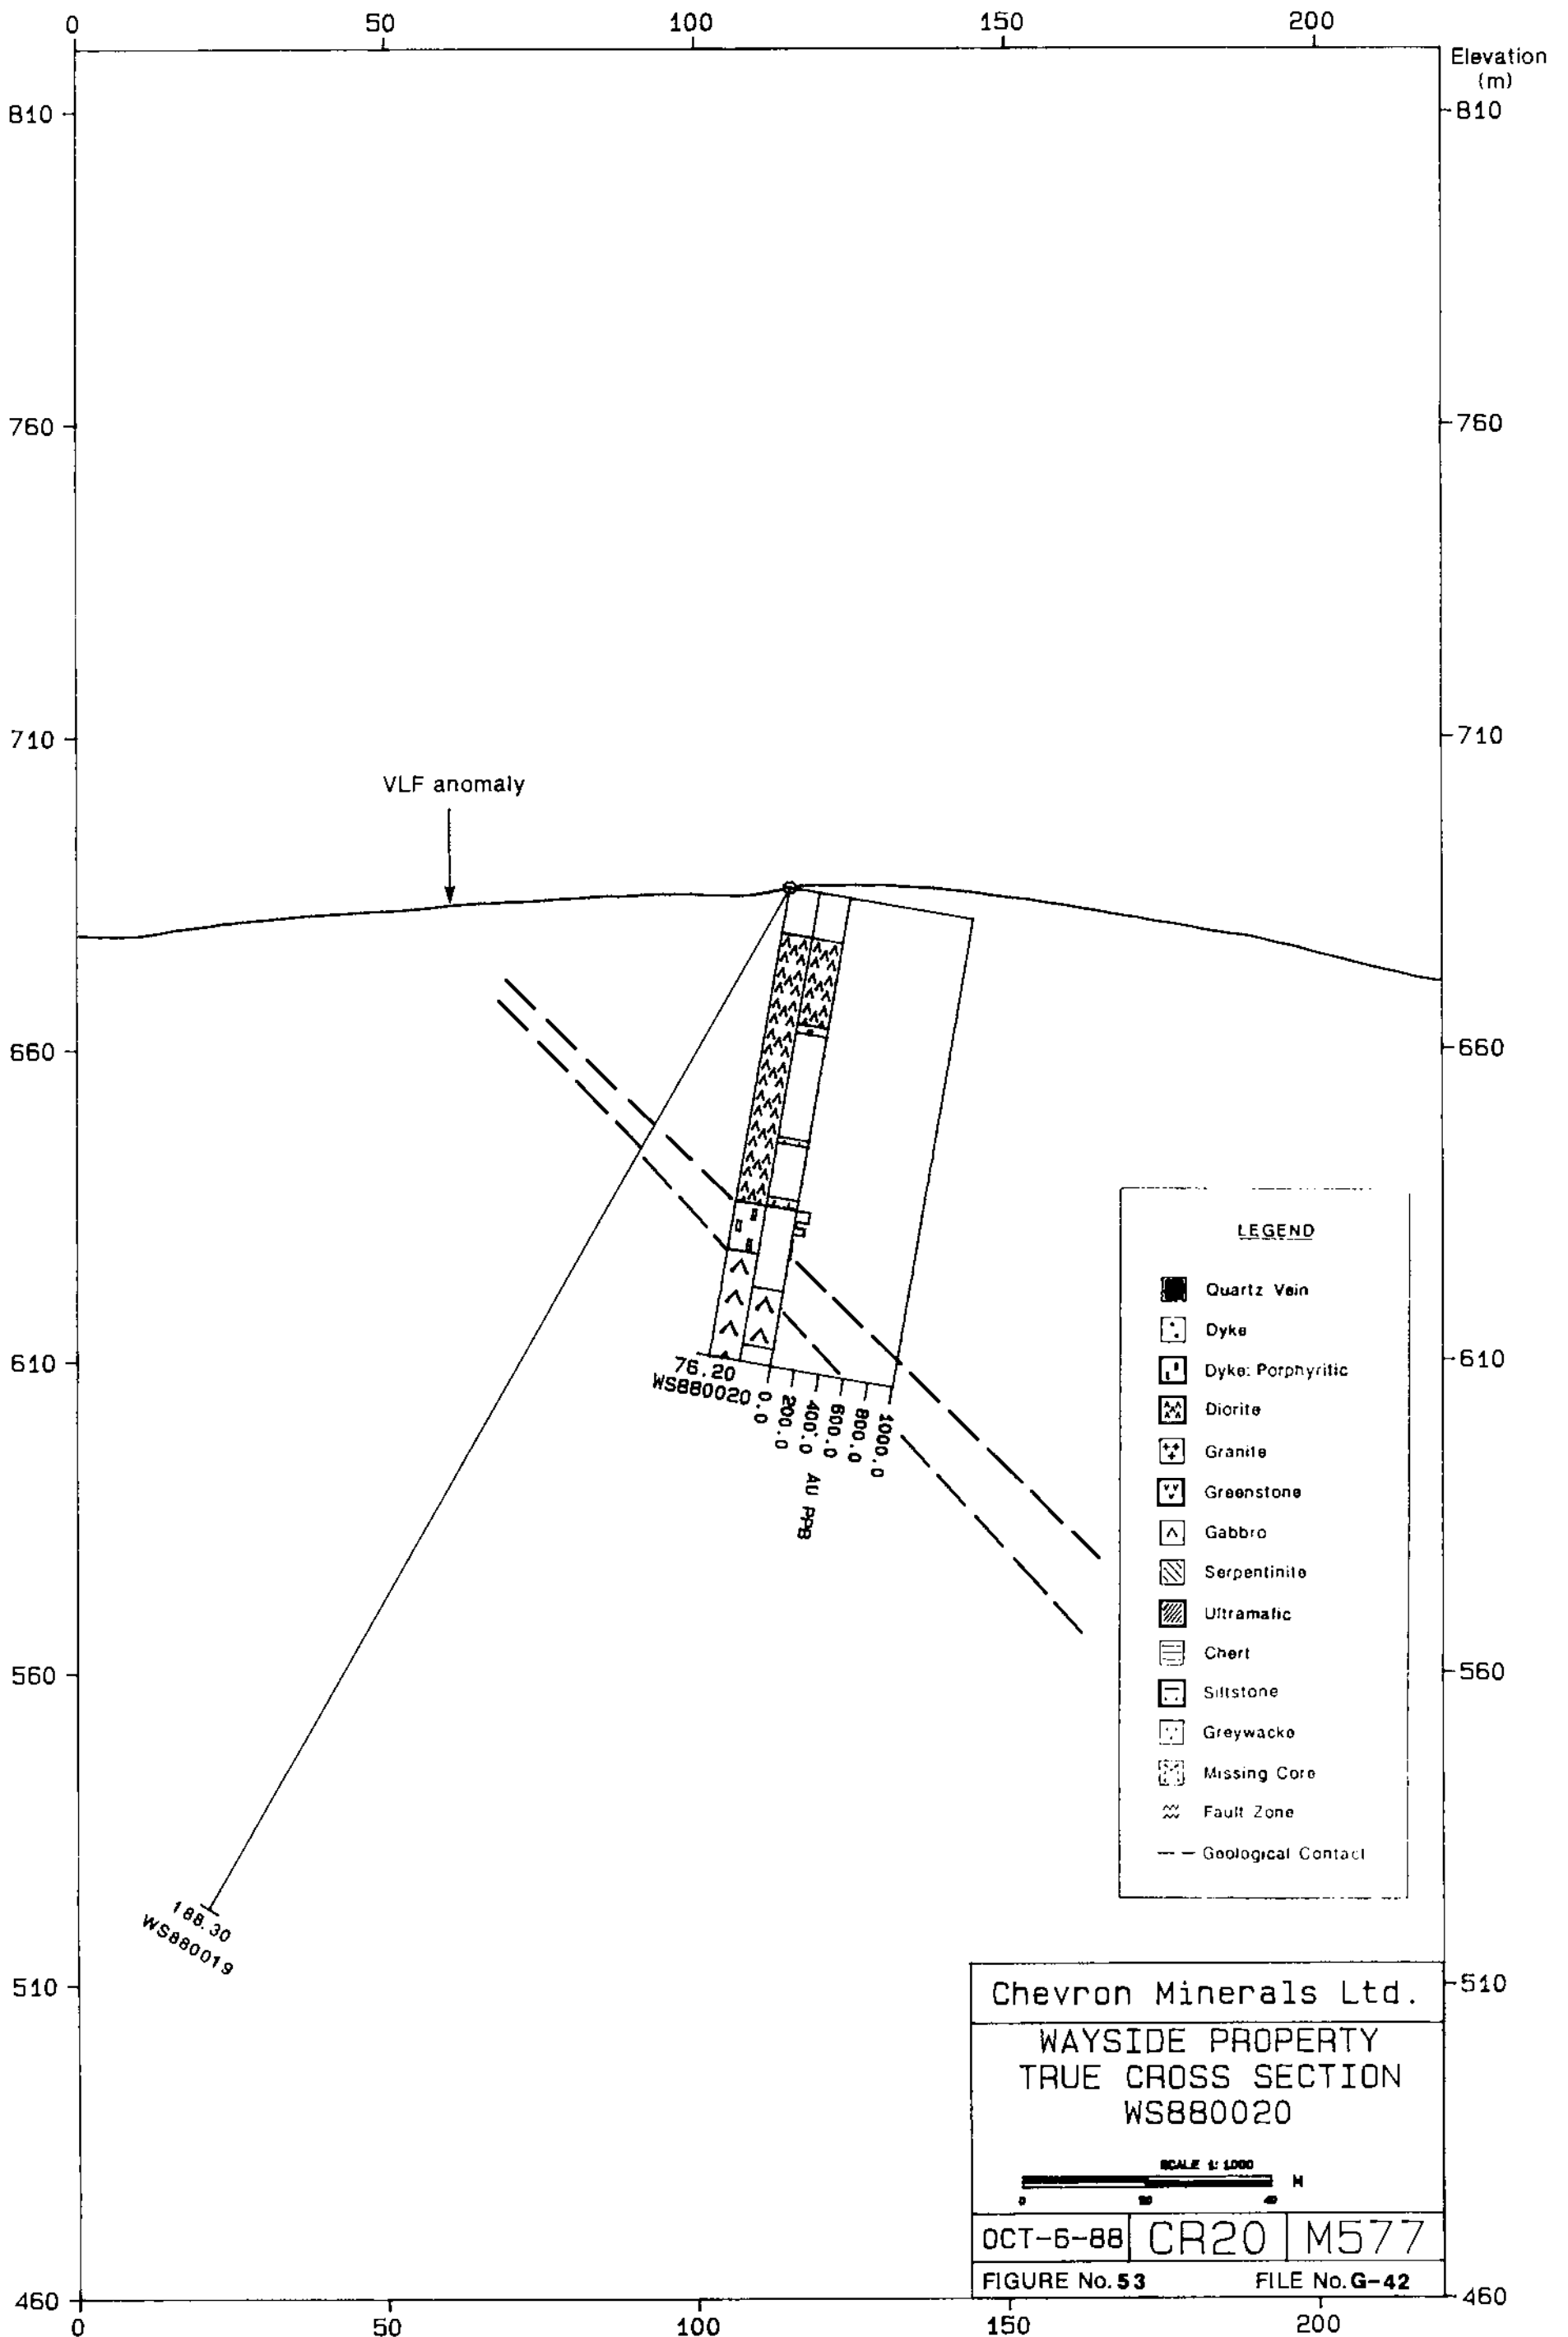 0 50 100 150 200
Elevation
(m)
810 810
760 760
710 710
VLF anomaly
660 660
610 610
76.20
WS880020
0.0
200.0
400.0
600.0
800.0
1000.0
AU PPB
LEGEND
Quartz Vein
Dyke
Dyke: Porphyritic
Diorite
Granite
Greenstone
Gabbro
Serpentinite
Ultramafic
Chert
Siltstone
Greywacke
Missing Core
Fault Zone
Geological Contact
560 560
188.30
WS880019
510 510
Chevron Minerals Ltd.
WAYSIDE PROPERTY
TRUE CROSS SECTION
WS880020
SCALE 1: 1000
M
0 20 40
OCT-6-88 CR20 M577
FIGURE No. 53 FILE No. G-42
460 460
0 50 100 150 200